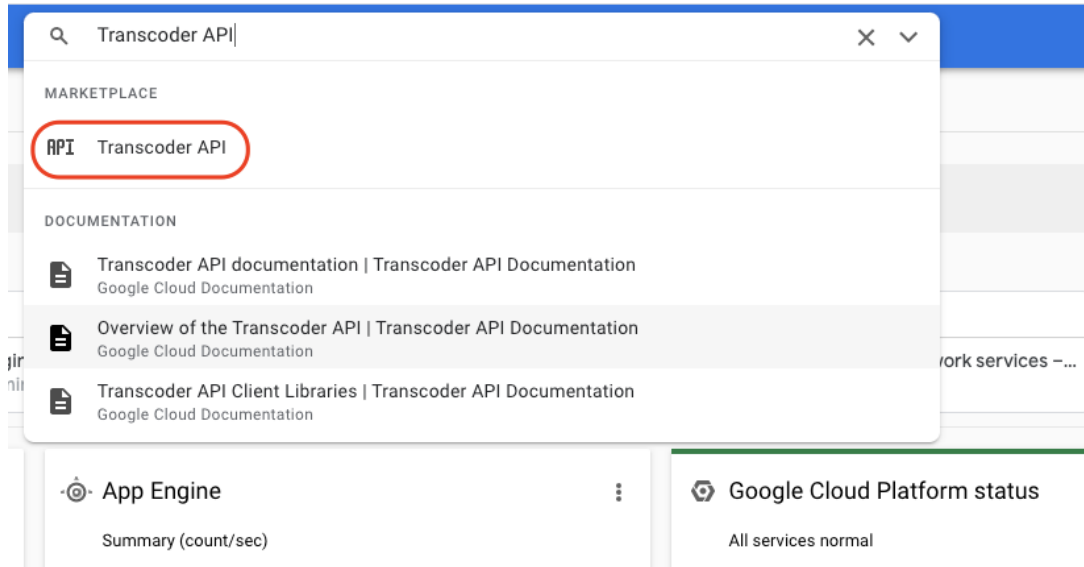 Transcoder API
MARKETPLACE
API Transcoder API
DOCUMENTATION
Transcoder API documentation | Transcoder API Documentation
Google Cloud Documentation
Overview of the Transcoder API | Transcoder API Documentation
Google Cloud Documentation
Transcoder API Client Libraries | Transcoder API Documentation
Google Cloud Documentation
services –...
App Engine
Google Cloud Platform status
Summary (count/sec)
All services normal